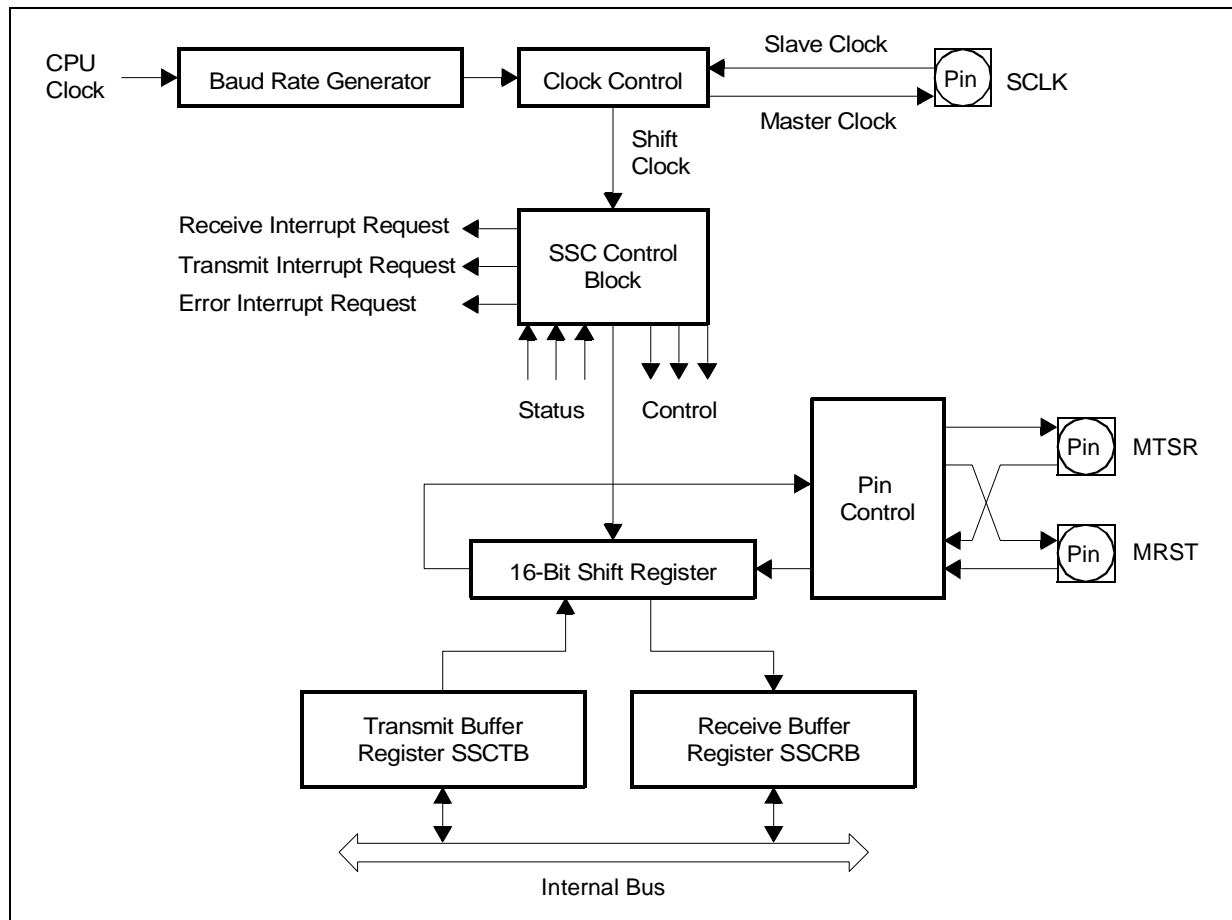 CPU
Clock
Baud Rate Generator
Clock Control
Slave Clock
Master Clock
Pin
SCLK
Shift
Clock
Receive Interrupt Request
Transmit Interrupt Request
Error Interrupt Request
SSC Control
Block
Status
Control
Pin
Control
Pin
MTSR
Pin
MRST
16-Bit Shift Register
Transmit Buffer
Register SSCTB
Receive Buffer
Register SSCRB
Internal Bus